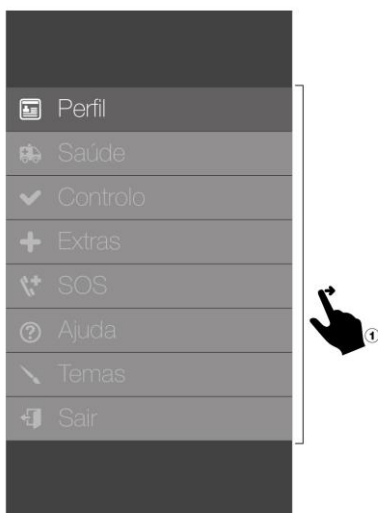 Perfil
Saúde
Controlo
Extras
SOS
Ajuda
Temas
Sair
1